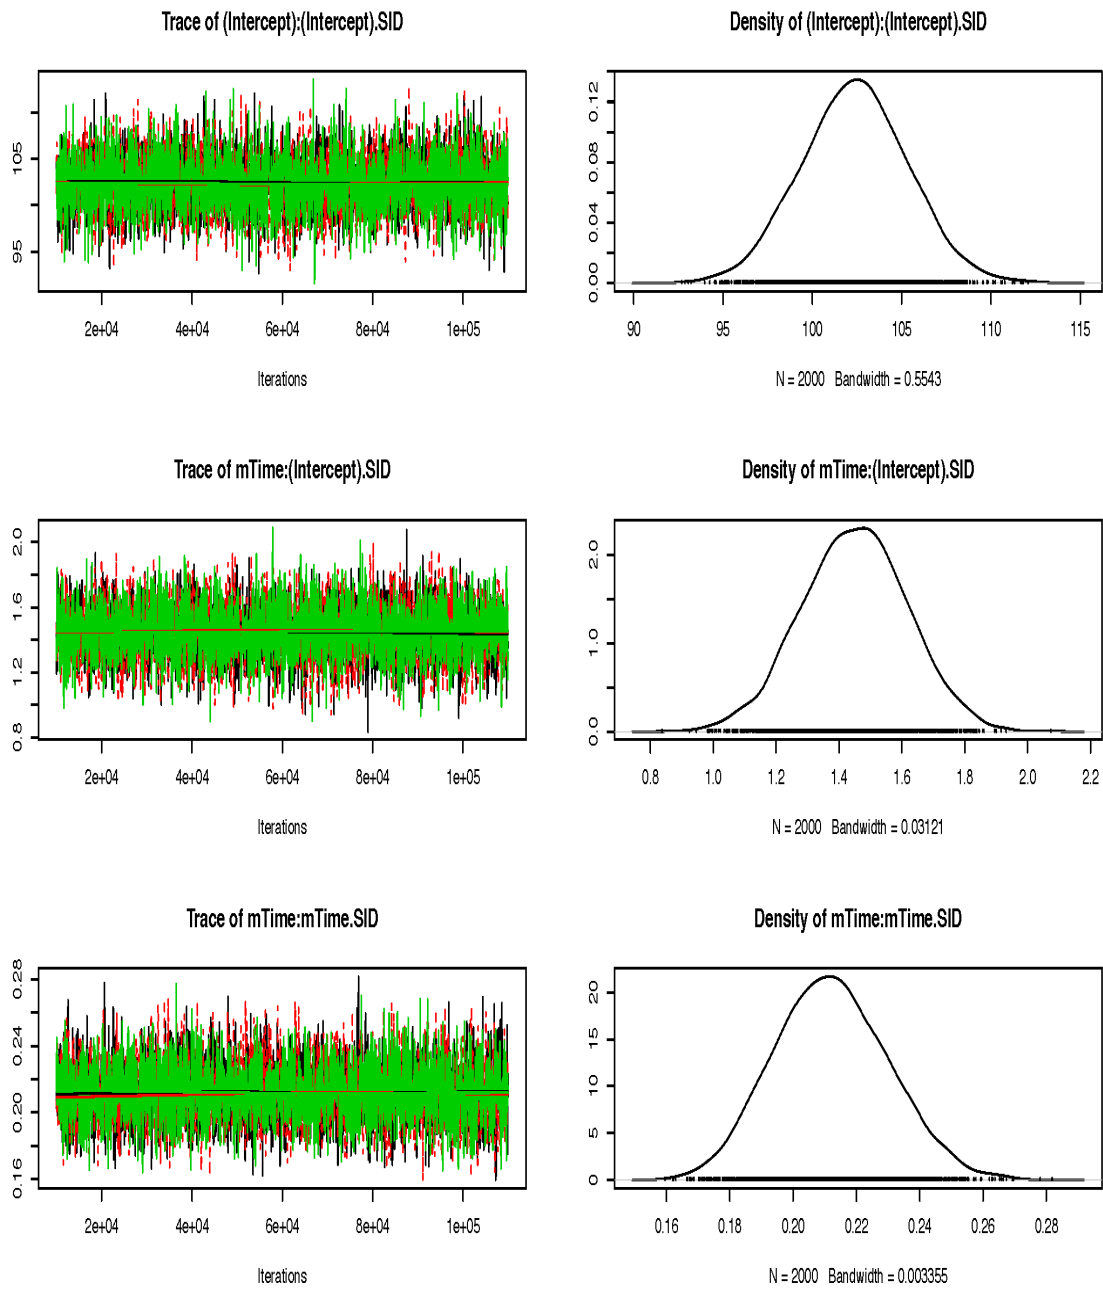 Trace of (Intercept):(Intercept).SID
105
95
2e+04 4e+04 6e+04 8e+04 1e+05
Iterations
Density of (Intercept):(Intercept).SID
0.12
0.08
0.04
0.00
90 95 100 105 110 115
N = 2000 Bandwidth = 0.5543
Trace of mTime:(Intercept).SID
2.0
1.6
1.2
0.8
2e+04 4e+04 6e+04 8e+04 1e+05
Iterations
Density of mTime:(Intercept).SID
2.0
1.0
0.0
0.8 1.0 1.2 1.4 1.6 1.8 2.0 2.2
N = 2000 Bandwidth = 0.03121
Trace of mTime:mTime.SID
0.28
0.24
0.20
0.16
2e+04 4e+04 6e+04 8e+04 1e+05
Iterations
Density of mTime:mTime.SID
20
15
10
5
0
0.16 0.18 0.20 0.22 0.24 0.26 0.28
N = 2000 Bandwidth = 0.003355